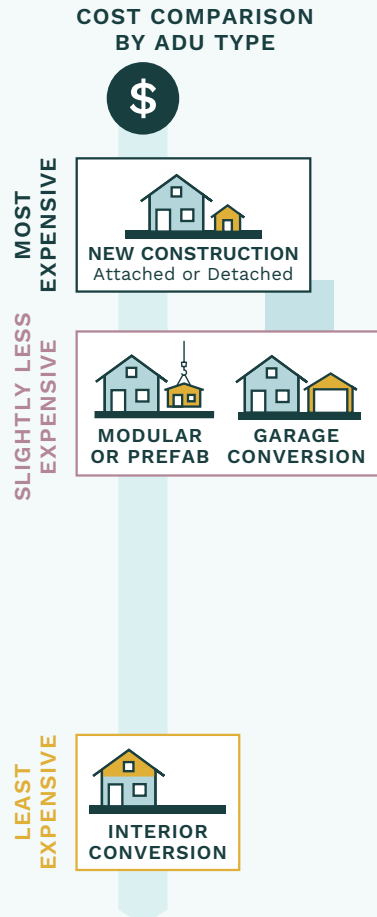 COST COMPARISON
BY ADU TYPE
$
MOST
EXPENSIVE
NEW CONSTRUCTION
Attached or Detached
SLIGHTLY LESS
EXPENSIVE
MODULAR
OR PREFAB
GARAGE
CONVERSION
LEAST
EXPENSIVE
INTERIOR
CONVERSION